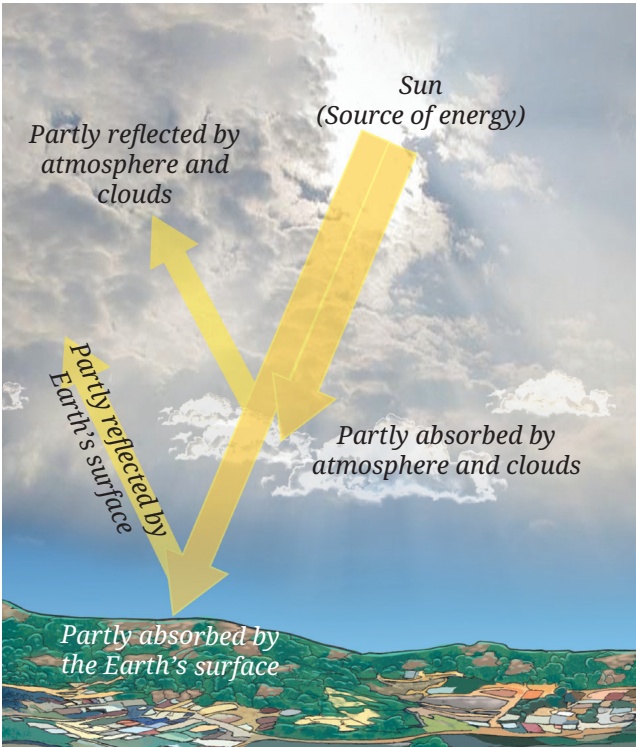 Sun
(Source of energy)
Partly reflected by
atmosphere and
clouds
Partly reflected by
Earth's surface
Partly absorbed by
atmosphere and clouds
Partly absorbed by
the Earth's surface